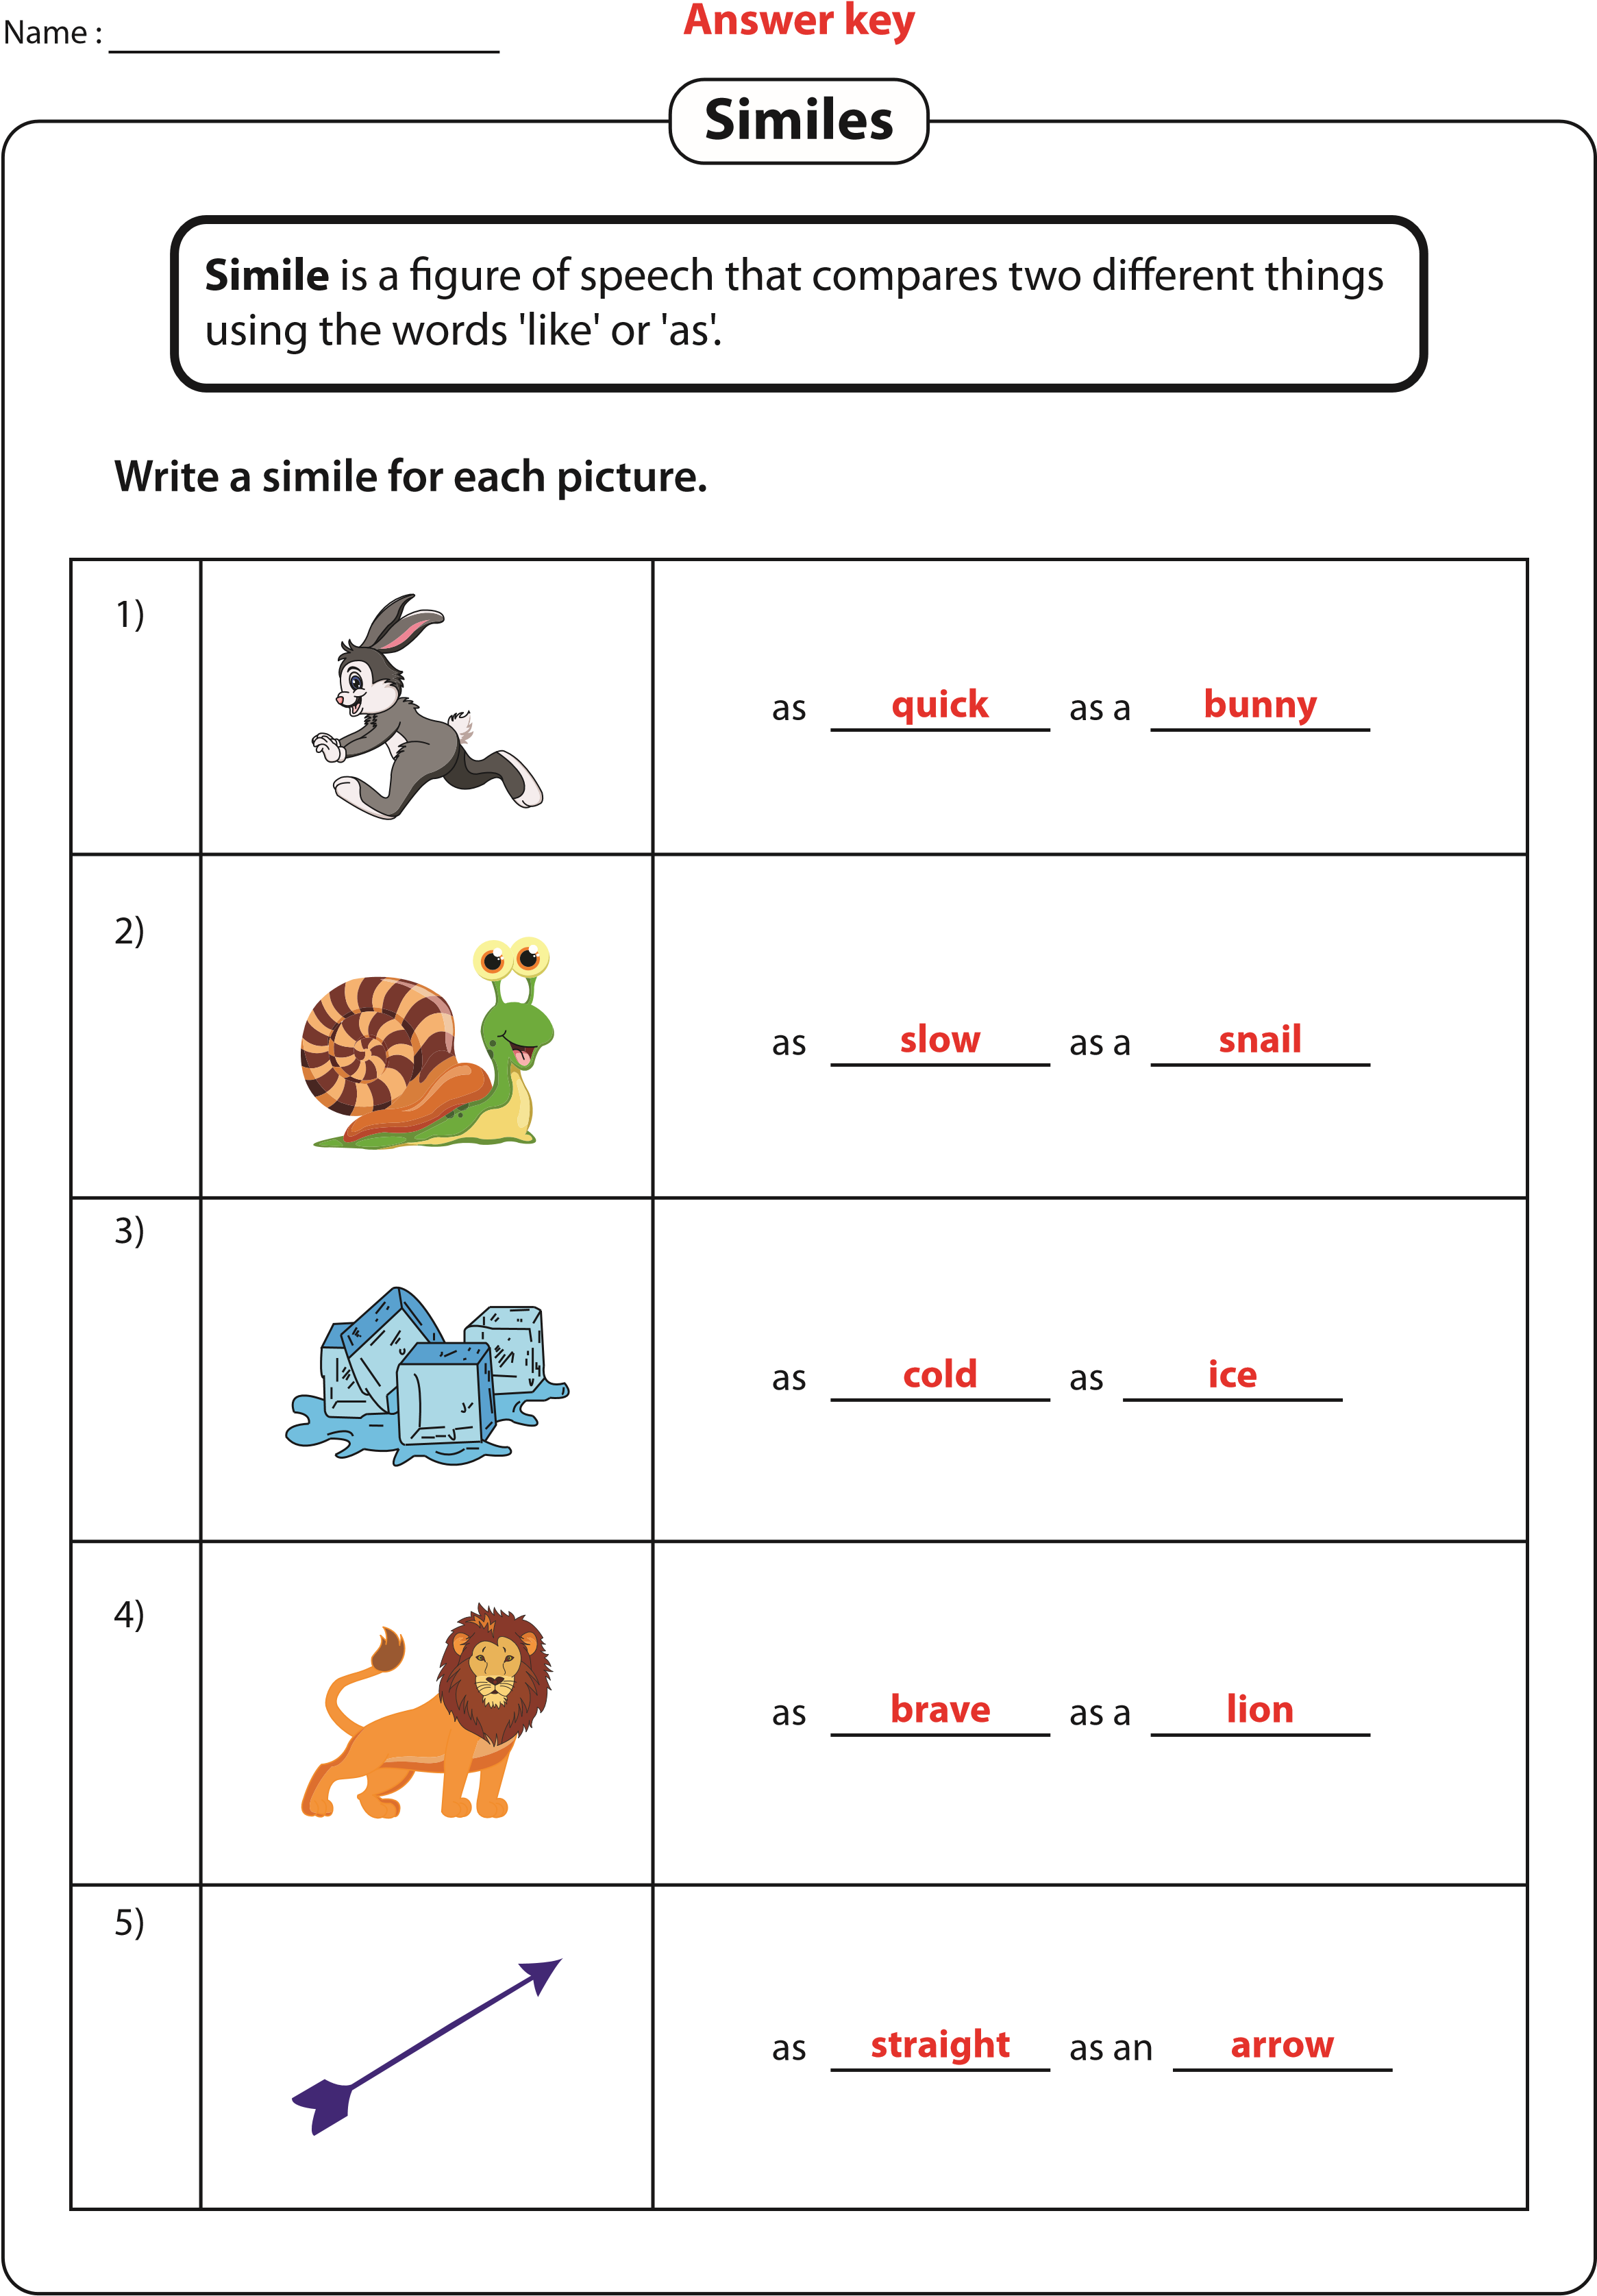 Answer key
Name : ____________________
Similes
Simile is a figure of speech that compares two different things
using the words 'like' or 'as'.
Write a simile for each picture.
1)
as quick as a bunny
2)
as slow as a snail
3)
as cold as ice
4)
as brave as a lion
5)
as straight as an arrow